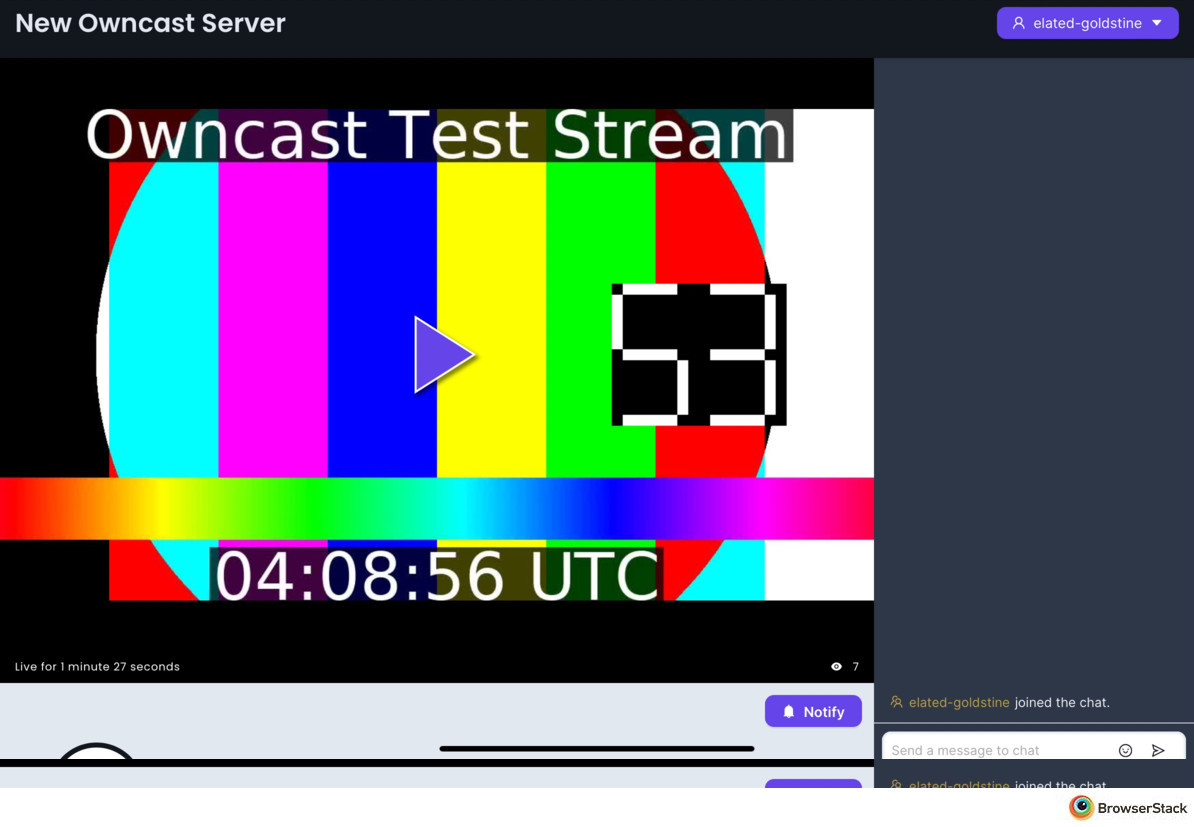 New Owncast Server
elated-goldstine
Owncast Test Stream
53
04:08:56 UTC
Live for 1 minute 27 seconds
7
Notify
elated-goldstine joined the chat.
Send a message to chat
elated-goldstine joined the chat.
BrowserStack